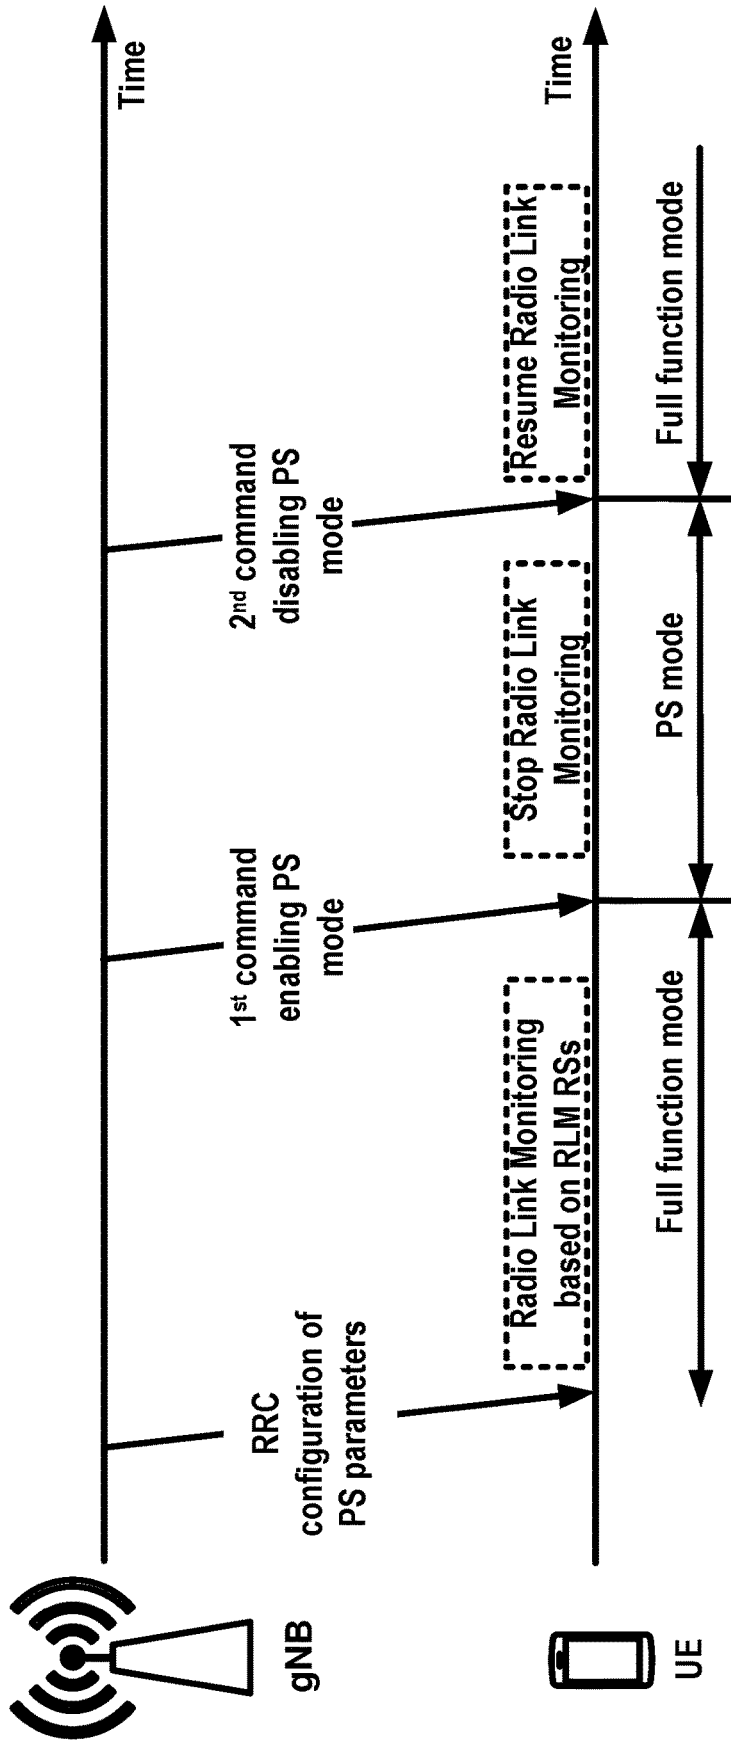 gNB
Time
RRC
configuration of
PS parameters
1st command
enabling PS
mode
2nd command
disabling PS
mode
UE
Time
Radio Link Monitoring
based on RLM RSs
Stop Radio Link
Monitoring
Resume Radio Link
Monitoring
Full function mode
PS mode
Full function mode